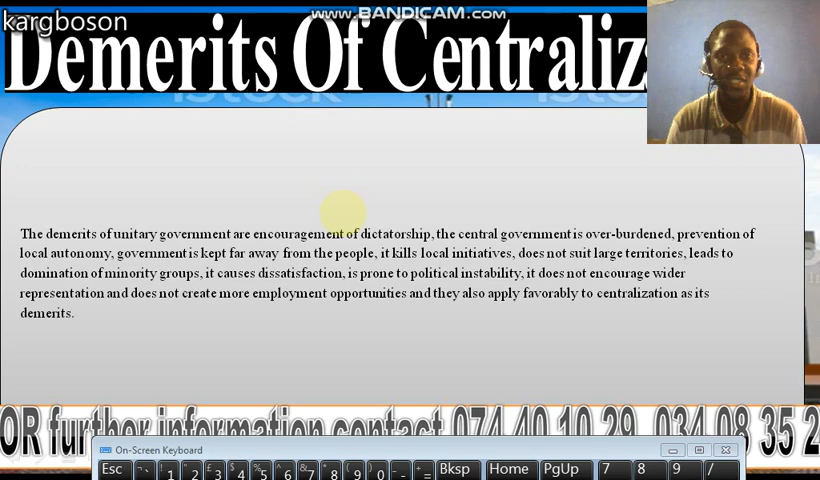 WWW.BANDICAM.COM
kargboson
Demerits Of Centraliz
The demerits of unitary government are encouragement of dictatorship, the central government is over-burdened, prevention of
local autonomy, government is kept far away from the people, it kills local initiatives, does not suit large territories, leads to
domination of minority groups, it causes dissatisfaction, is prone to political instability, it does not encourage wider
representation and does not create more employment opportunities and they also apply favorably to centralization as its
demerits.
OR further information contact 074 40 10 29 034 08 35 2
On-Screen Keyboard
Esc ` ¬ ! 1 " 2 £ 3 $ 4 % 5 ^ 6 & 7 * 8 ( 9 ) 0 - _ + = Bksp Home PgUp 7 8 9 /